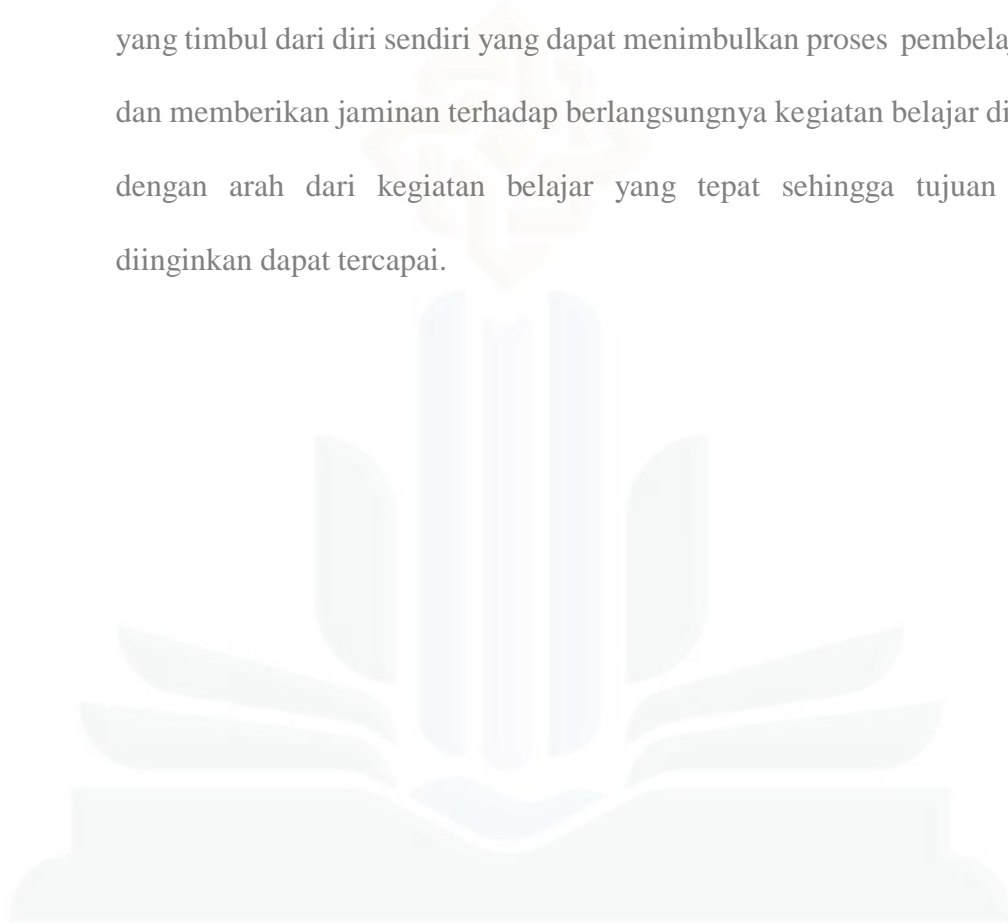 yang timbul dari diri sendiri yang dapat menimbulkan proses pembela
dan memberikan jaminan terhadap berlangsungnya kegiatan belajar di
dengan arah dari kegiatan belajar yang tepat sehingga tujuan
diinginkan dapat tercapai.